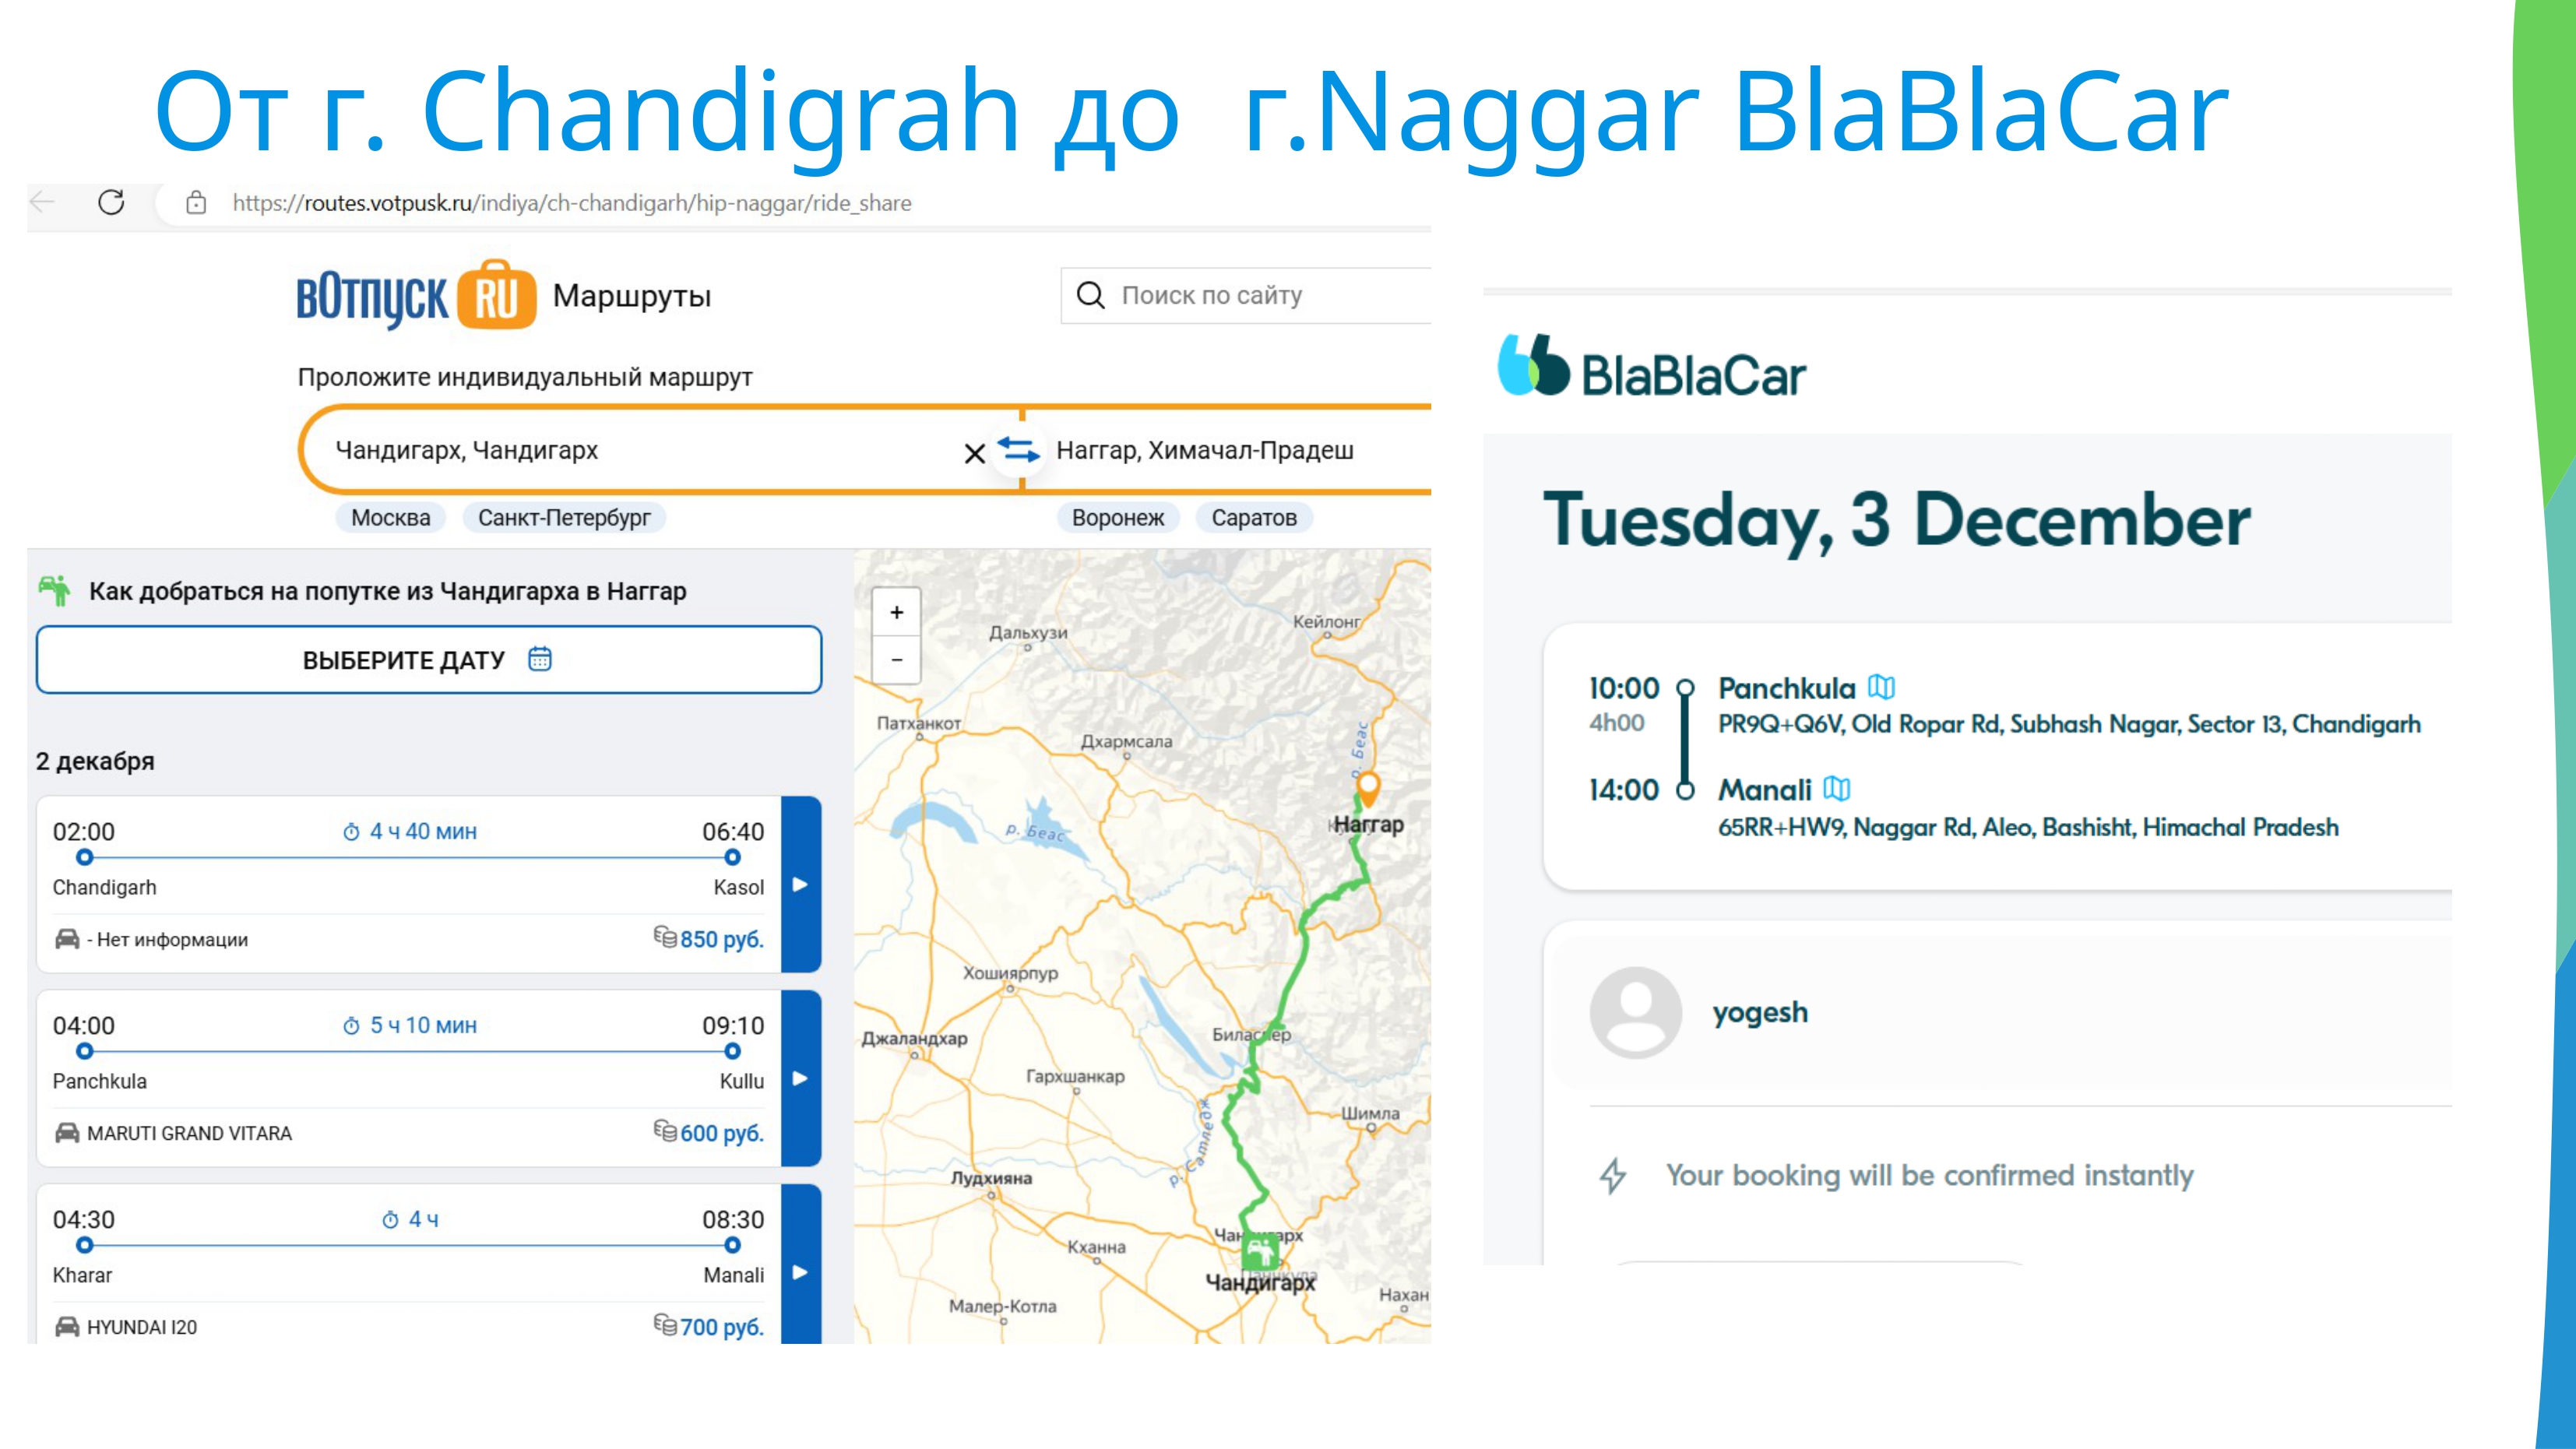 От г. Chandigrah до г.Naggar BlaBlaCar
https://routes.votpusk.ru/indiya/ch-chandigarh/hip-naggar/ride_share
вОтпуск RU Маршруты
Поиск по сайту
Проложите индивидуальный маршрут
Чандигарх, Чандигарх
Наггар, Химачал-Прадеш
Москва Санкт-Петербург
Воронеж Саратов
Как добраться на попутке из Чандигарха в Наггар
ВЫБЕРИТЕ ДАТУ
2 декабря
02:00 4 ч 40 мин 06:40
Chandigarh Kasol
- Нет информации 850 руб.
04:00 5 ч 10 мин 09:10
Panchkula Kullu
MARUTI GRAND VITARA 600 руб.
04:30 4 ч 08:30
Kharar Manali
HYUNDAI I20 700 руб.
+
−
Дальхузи
Кейлонг
Патханкот
Дхармсала
р. Беас
р. Беас
Наггар
Хошиярпур
Джаландхар
Биласпер
Гархшанкар
Шимла
р. Сатледж
Лудхияна
Чандигарх
Кханна
Панчкула
Чандигарх
Нахан
Малер-Котла
BlaBlaCar
Tuesday, 3 December
10:00 Panchkula
4h00 PR9Q+Q6V, Old Ropar Rd, Subhash Nagar, Sector 13, Chandigarh
14:00 Manali
65RR+HW9, Naggar Rd, Aleo, Bashisht, Himachal Pradesh
yogesh
Your booking will be confirmed instantly